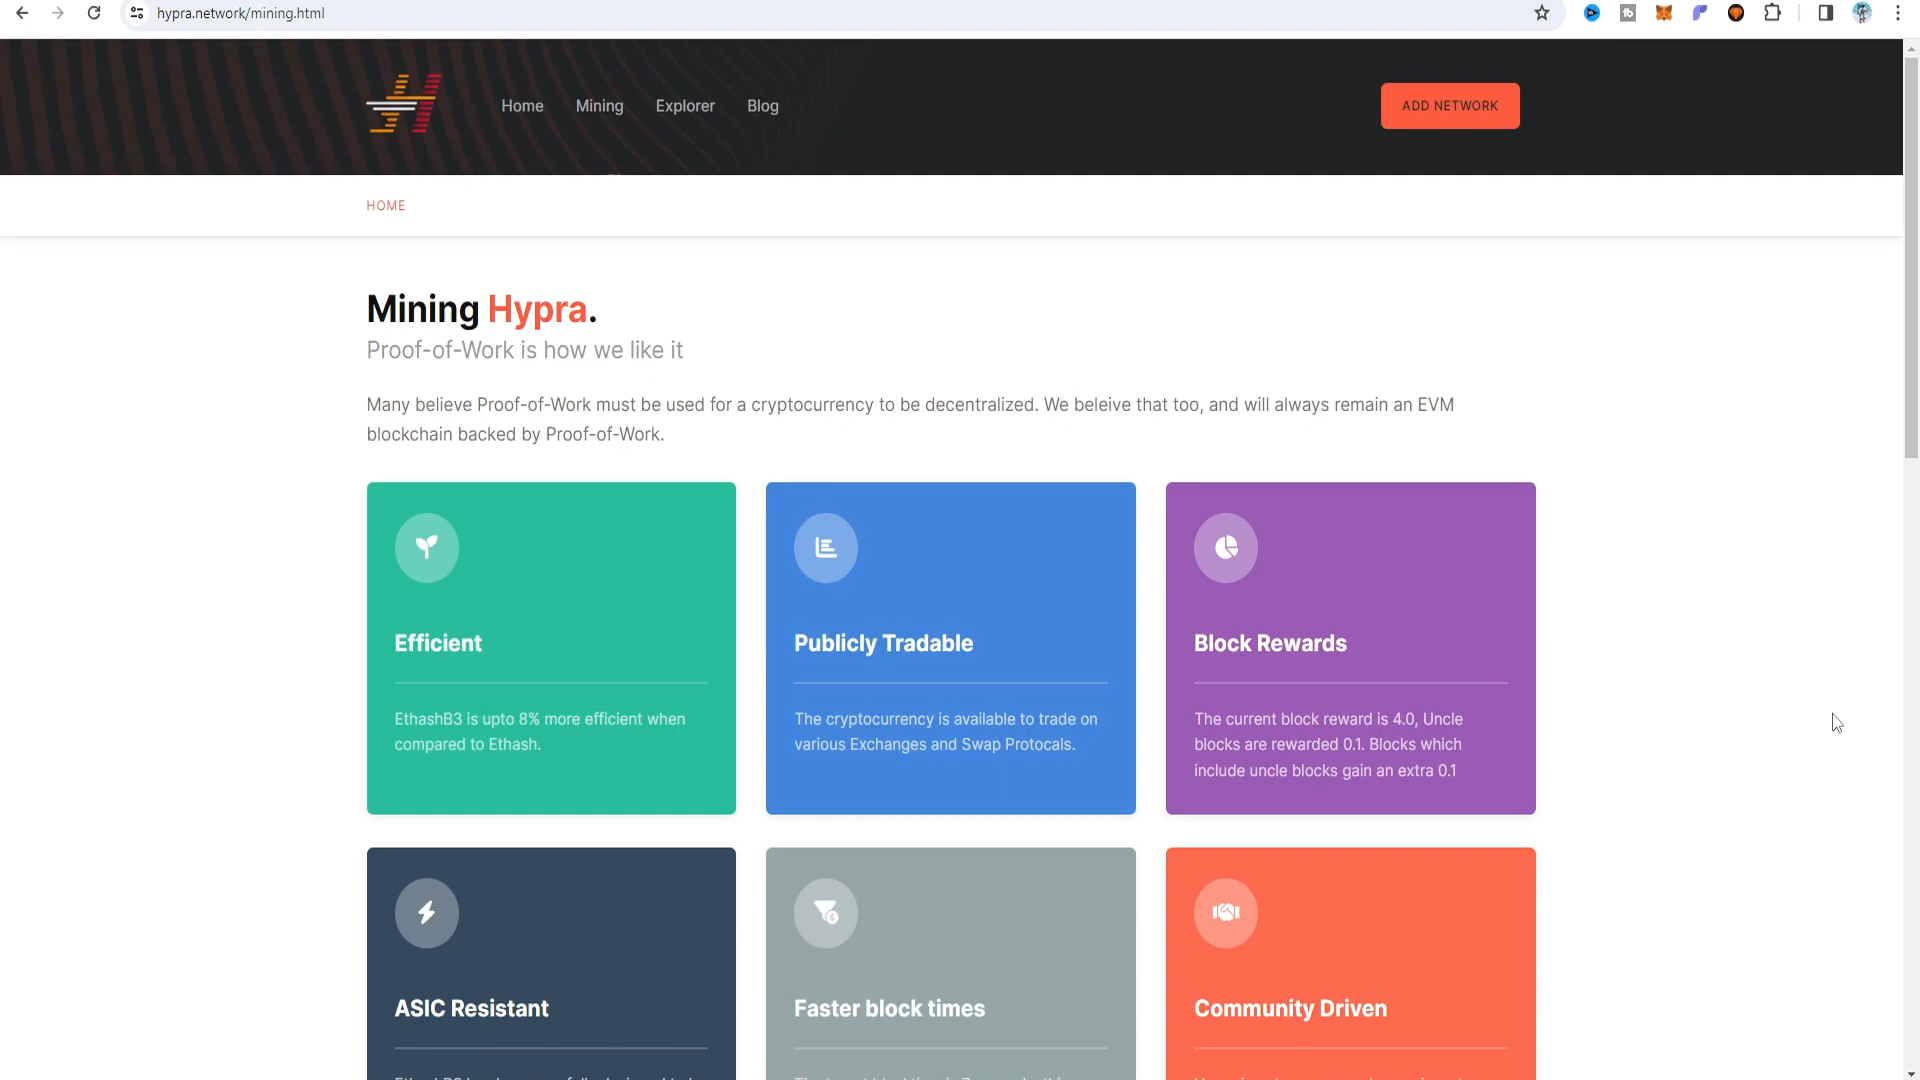 hypra.network/mining.html
Home Mining Explorer Blog
ADD NETWORK
HOME
Mining Hypra.
Proof-of-Work is how we like it
Many believe Proof-of-Work must be used for a cryptocurrency to be decentralized. We beleive that too, and will always remain an EVM
blockchain backed by Proof-of-Work.
Efficient
EthashB3 is upto 8% more efficient when
compared to Ethash.
Publicly Tradable
The cryptocurrency is available to trade on
various Exchanges and Swap Protocals.
Block Rewards
The current block reward is 4.0, Uncle
blocks are rewarded 0.1. Blocks which
include uncle blocks gain an extra 0.1
ASIC Resistant
Faster block times
Community Driven